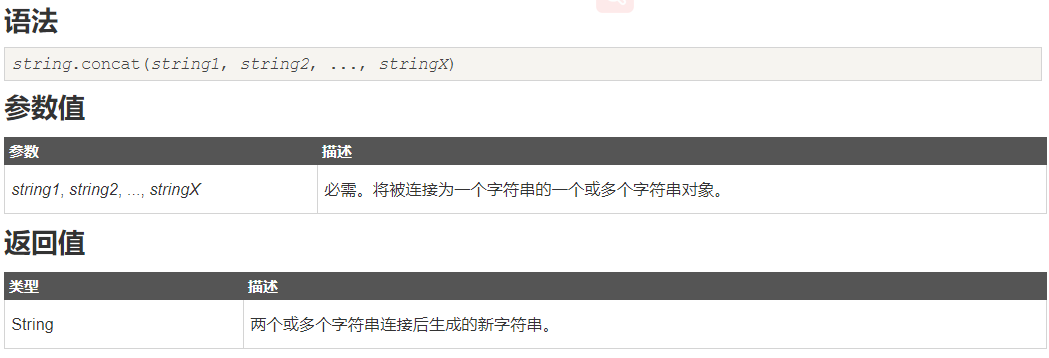 语法
string.concat(string1, string2, ..., stringX)
参数值
参数 描述
string1, string2, ..., stringX 必需。将被连接为一个字符串的一个或多个字符串对象。
返回值
类型 描述
String 两个或多个字符串连接后生成的新字符串。